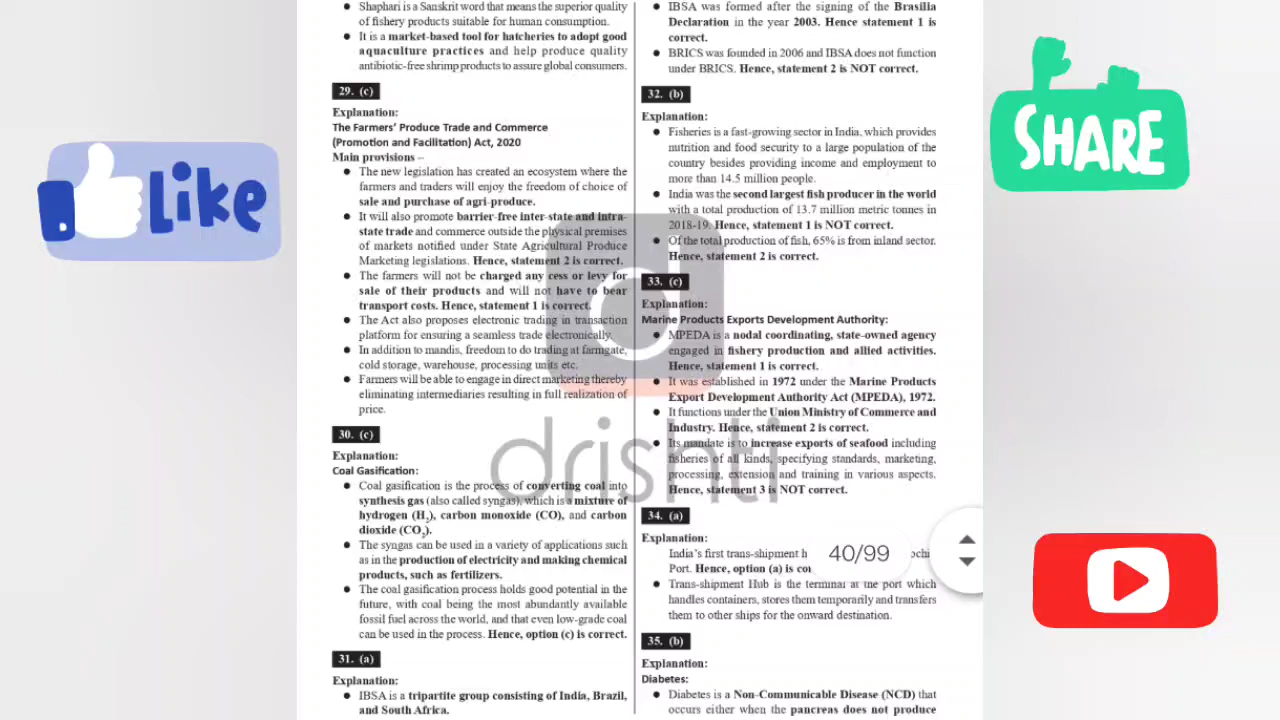 Like
Shaphari is a Sanskrit word that means the superior quality
of fishery products suitable for human consumption.
It is a market-based tool for hatcheries to adopt good
aquaculture practices and help produce quality
antibiotic-free shrimp products to assure global consumers.
29. (c)
Explanation:
The Farmers' Produce Trade and Commerce
(Promotion and Facilitation) Act, 2020
Main provisions –
The new legislation has created an ecosystem where the
farmers and traders will enjoy the freedom of choice of
sale and purchase of agri-produce.
It will also promote barrier-free inter-state and intra-
state trade and commerce outside the physical premises
of markets notified under State Agricultural Produce
Marketing legislations. Hence, statement 2 is correct.
The farmers will not be charged any cess or levy for
sale of their products and will not have to bear
transport costs. Hence, statement 1 is correct.
The Act also proposes electronic trading in transaction
platform for ensuring a seamless trade electronically.
In addition to mandis, freedom to do trading at farmgate,
cold storage, warehouse, processing units etc.
Farmers will be able to engage in direct marketing thereby
eliminating intermediaries resulting in full realization of
price.
30. (c)
Explanation:
Coal Gasification:
Coal gasification is the process of converting coal into
synthesis gas (also called syngas), which is a mixture of
hydrogen (H2), carbon monoxide (CO), and carbon
dioxide (CO2).
The syngas can be used in a variety of applications such
as in the production of electricity and making chemical
products, such as fertilizers.
The coal gasification process holds good potential in the
future, with coal being the most abundantly available
fossil fuel across the world, and that even low-grade coal
can be used in the process. Hence, option (c) is correct.
31. (a)
Explanation:
IBSA is a tripartite group consisting of India, Brazil,
and South Africa.
IBSA was formed after the signing of the Brasilia
Declaration in the year 2003. Hence statement 1 is
correct.
BRICS was founded in 2006 and IBSA does not function
under BRICS. Hence, statement 2 is NOT correct.
32. (b)
Explanation:
Fisheries is a fast-growing sector in India, which provides
nutrition and food security to a large population of the
country besides providing income and employment to
more than 14.5 million people.
India was the second largest fish producer in the world
with a total production of 13.7 million metric tonnes in
2018-19. Hence, statement 1 is NOT correct.
Of the total production of fish, 65% is from inland sector.
Hence, statement 2 is correct.
33. (c)
Explanation:
Marine Products Exports Development Authority:
MPEDA is a nodal coordinating, state-owned agency
engaged in fishery production and allied activities.
Hence, statement 1 is correct.
It was established in 1972 under the Marine Products
Export Development Authority Act (MPEDA), 1972.
It functions under the Union Ministry of Commerce and
Industry. Hence, statement 2 is correct.
Its mandate is to increase exports of seafood including
fisheries of all kinds, specifying standards, marketing,
processing, extension and training in various aspects.
Hence, statement 3 is NOT correct.
34. (a)
Explanation:
India's first trans-shipment
Port. Hence, option (a) is
Trans-shipment Hub is the terminal at the port which
handles containers, stores them temporarily and transfers
them to other ships for the onward destination.
35. (b)
Explanation:
Diabetes:
Diabetes is a Non-Communicable Disease (NCD) that
occurs either when the pancreas does not produce
drishti
40/99
SHARE